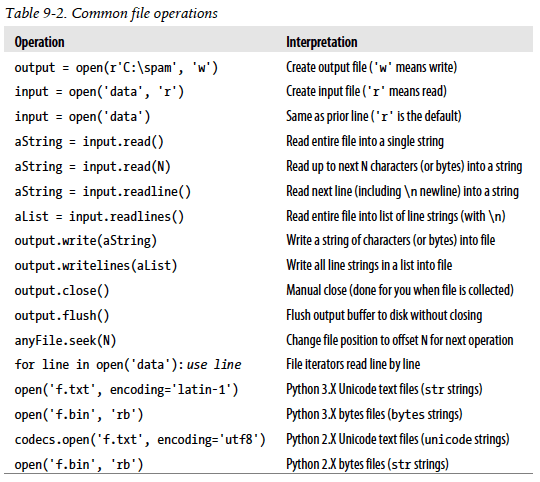 Table 9-2. Common file operations
Operation Interpretation
output = open(r'C:\spam', 'w') Create output file ('w' means write)
input = open('data', 'r') Create input file ('r' means read)
input = open('data') Same as prior line ('r' is the default)
aString = input.read() Read entire file into a single string
aString = input.read(N) Read up to next N characters (or bytes) into a string
aString = input.readline() Read next line (including \n newline) into a string
aList = input.readlines() Read entire file into list of line strings (with \n)
output.write(aString) Write a string of characters (or bytes) into file
output.writelines(aList) Write all line strings in a list into file
output.close() Manual close (done for you when file is collected)
output.flush() Flush output buffer to disk without closing
anyFile.seek(N) Change file position to offset N for next operation
for line in open('data'): use line File iterators read line by line
open('f.txt', encoding='latin-1') Python 3.X Unicode text files (str strings)
open('f.bin', 'rb') Python 3.X bytes files (bytes strings)
codecs.open('f.txt', encoding='utf8') Python 2.X Unicode text files (unicode strings)
open('f.bin', 'rb') Python 2.X bytes files (str strings)